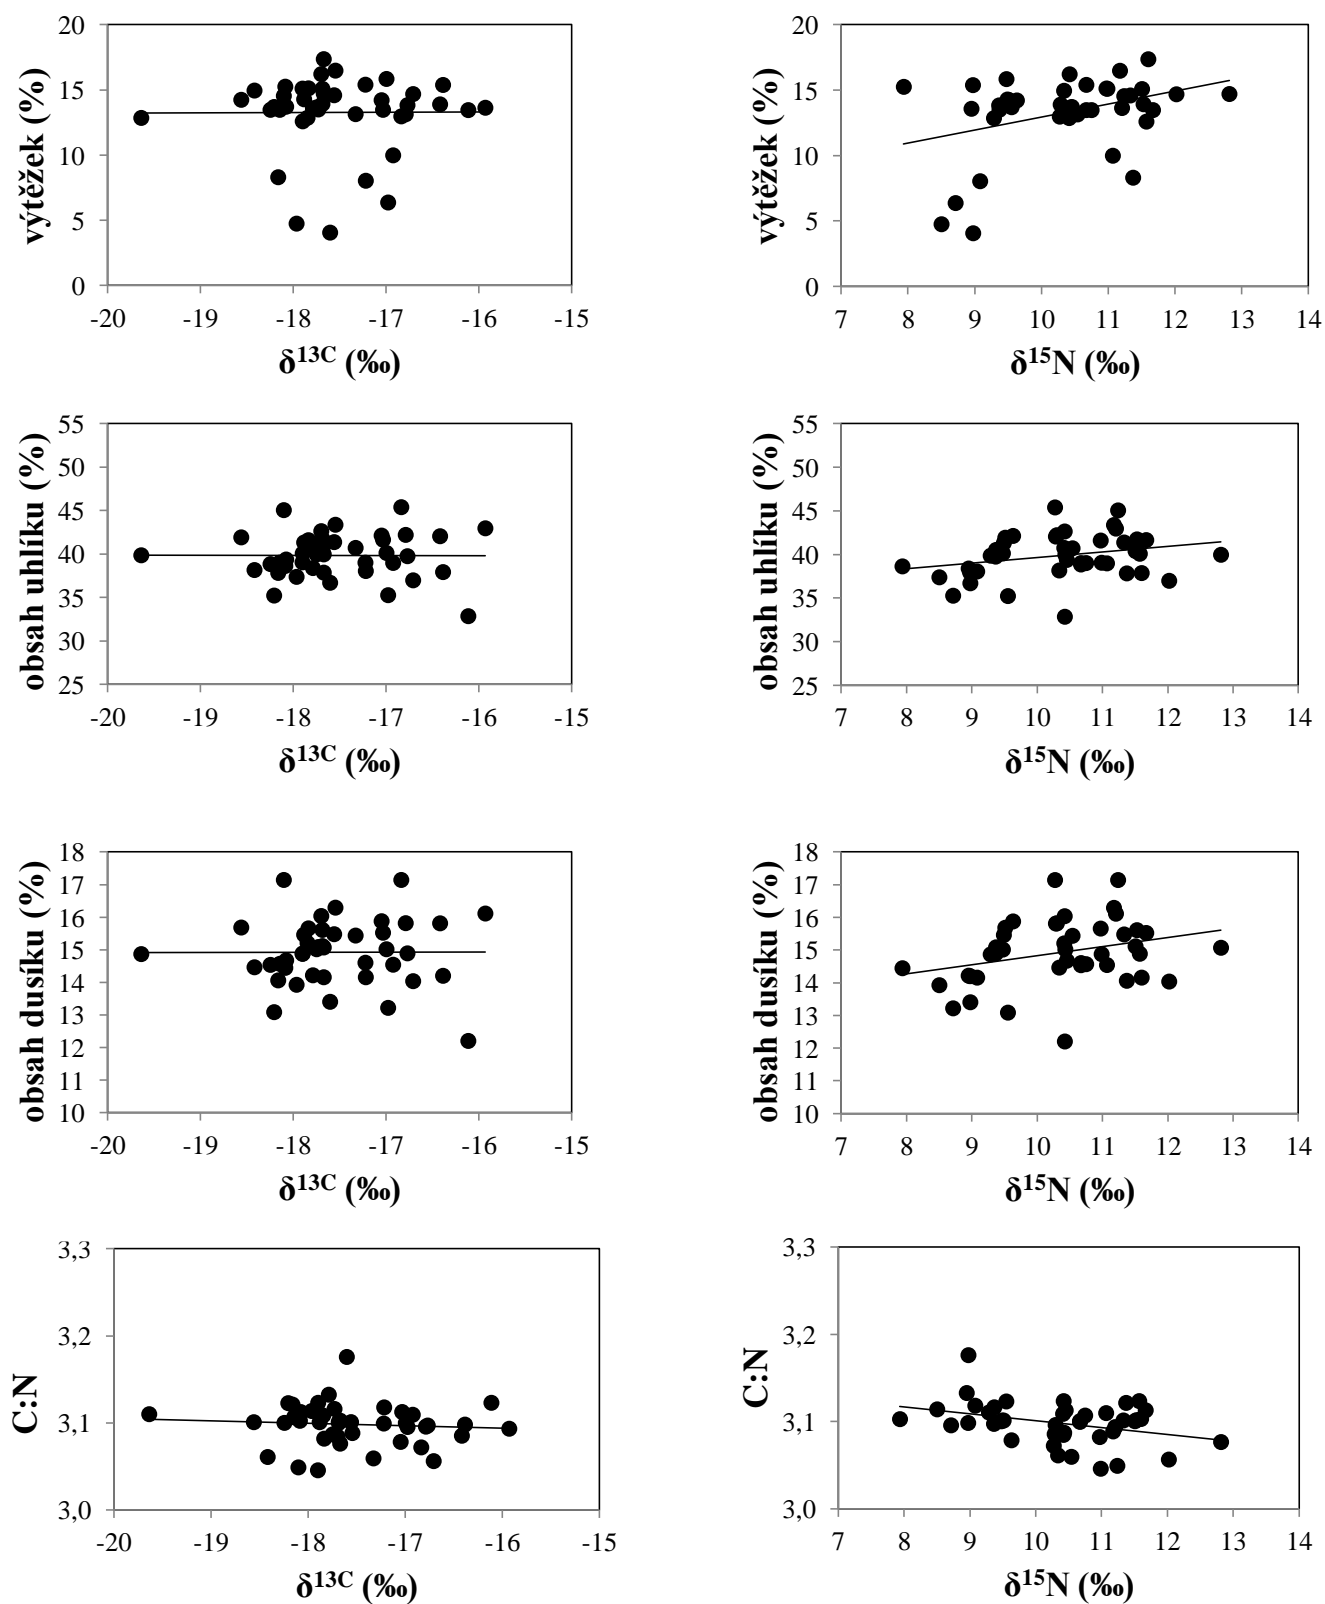 výtěžek (%)
20
15
10
5
0
-20 -19 -18 -17 -16 -15
δ13C (‰)
výtěžek (%)
20
15
10
5
0
7 8 9 10 11 12 13 14
δ15N (‰)
obsah uhlíku (%)
55
50
45
40
35
30
25
-20 -19 -18 -17 -16 -15
δ13C (‰)
obsah uhlíku (%)
55
50
45
40
35
30
25
7 8 9 10 11 12 13 14
δ15N (‰)
obsah dusíku (%)
18
17
16
15
14
13
12
11
10
-20 -19 -18 -17 -16 -15
δ13C (‰)
obsah dusíku (%)
18
17
16
15
14
13
12
11
10
7 8 9 10 11 12 13 14
δ15N (‰)
C:N
3,3
3,2
3,1
3,0
-20 -19 -18 -17 -16 -15
δ13C (‰)
C:N
3,3
3,2
3,1
3,0
7 8 9 10 11 12 13 14
δ15N (‰)